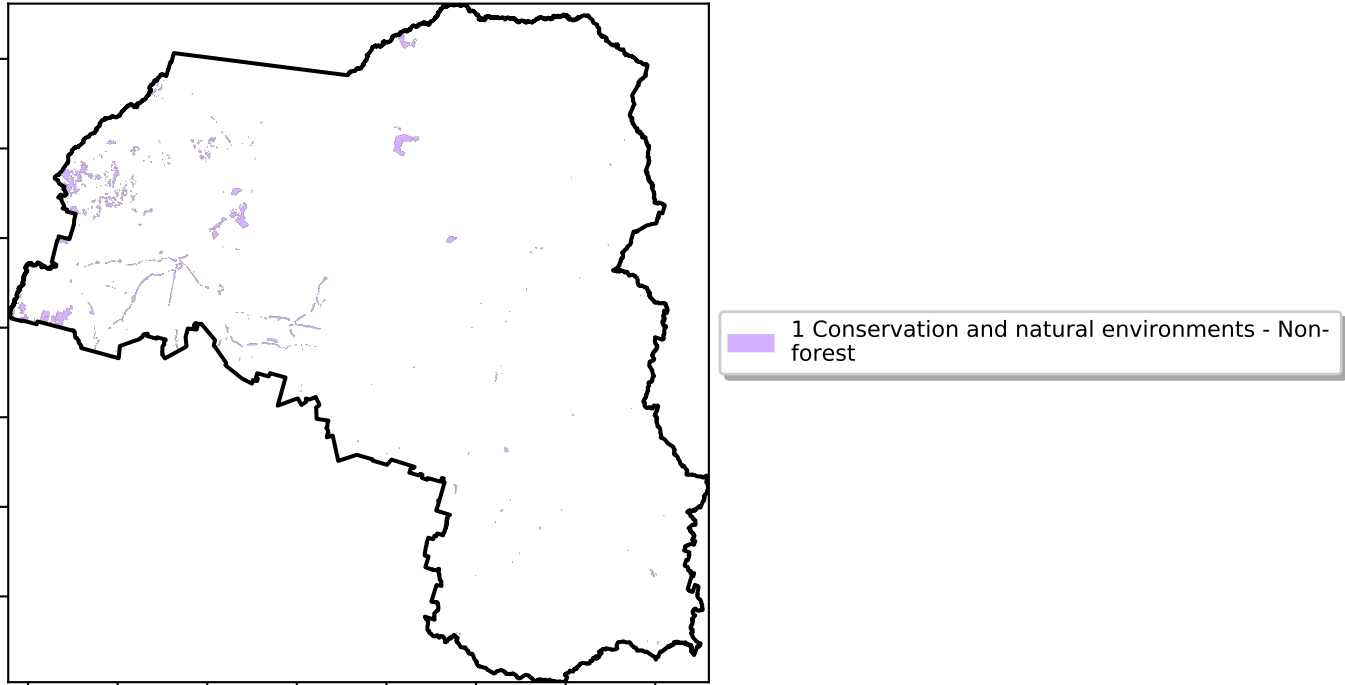 1 Conservation and natural environments - Non-
forest